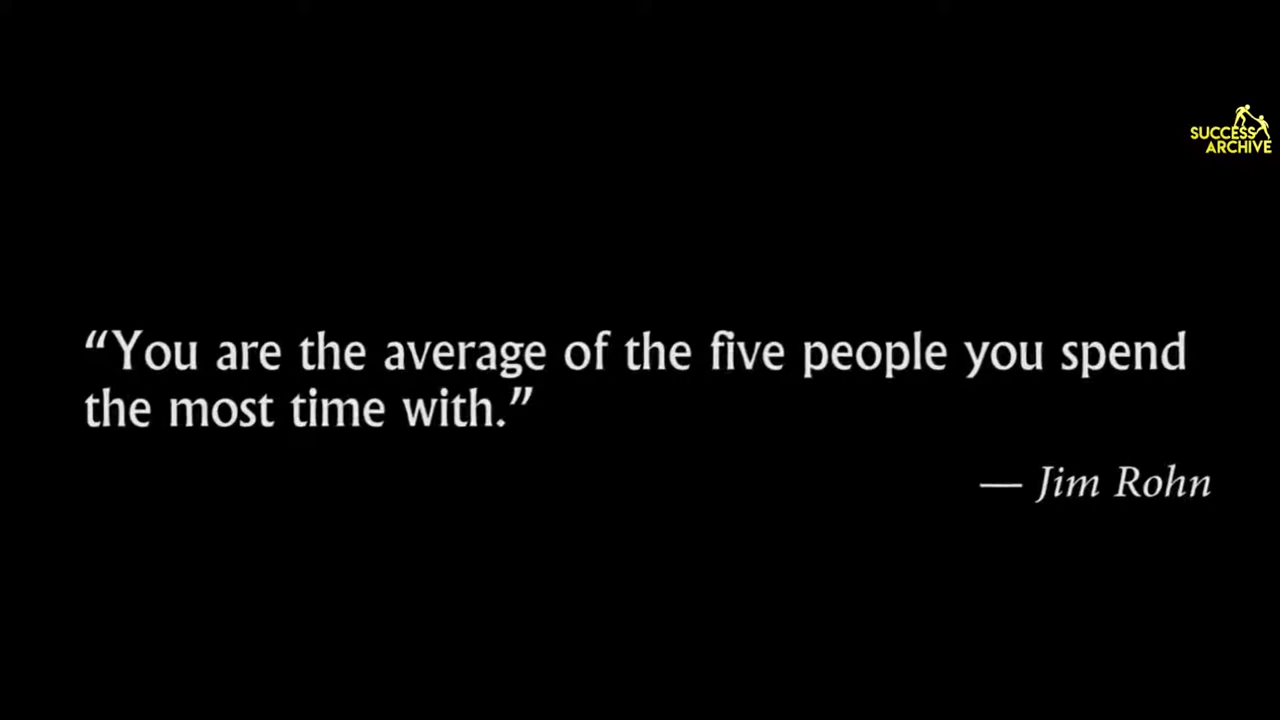 SUCCESS
ARCHIVE
“You are the average of the five people you spend
the most time with.”
— Jim Rohn